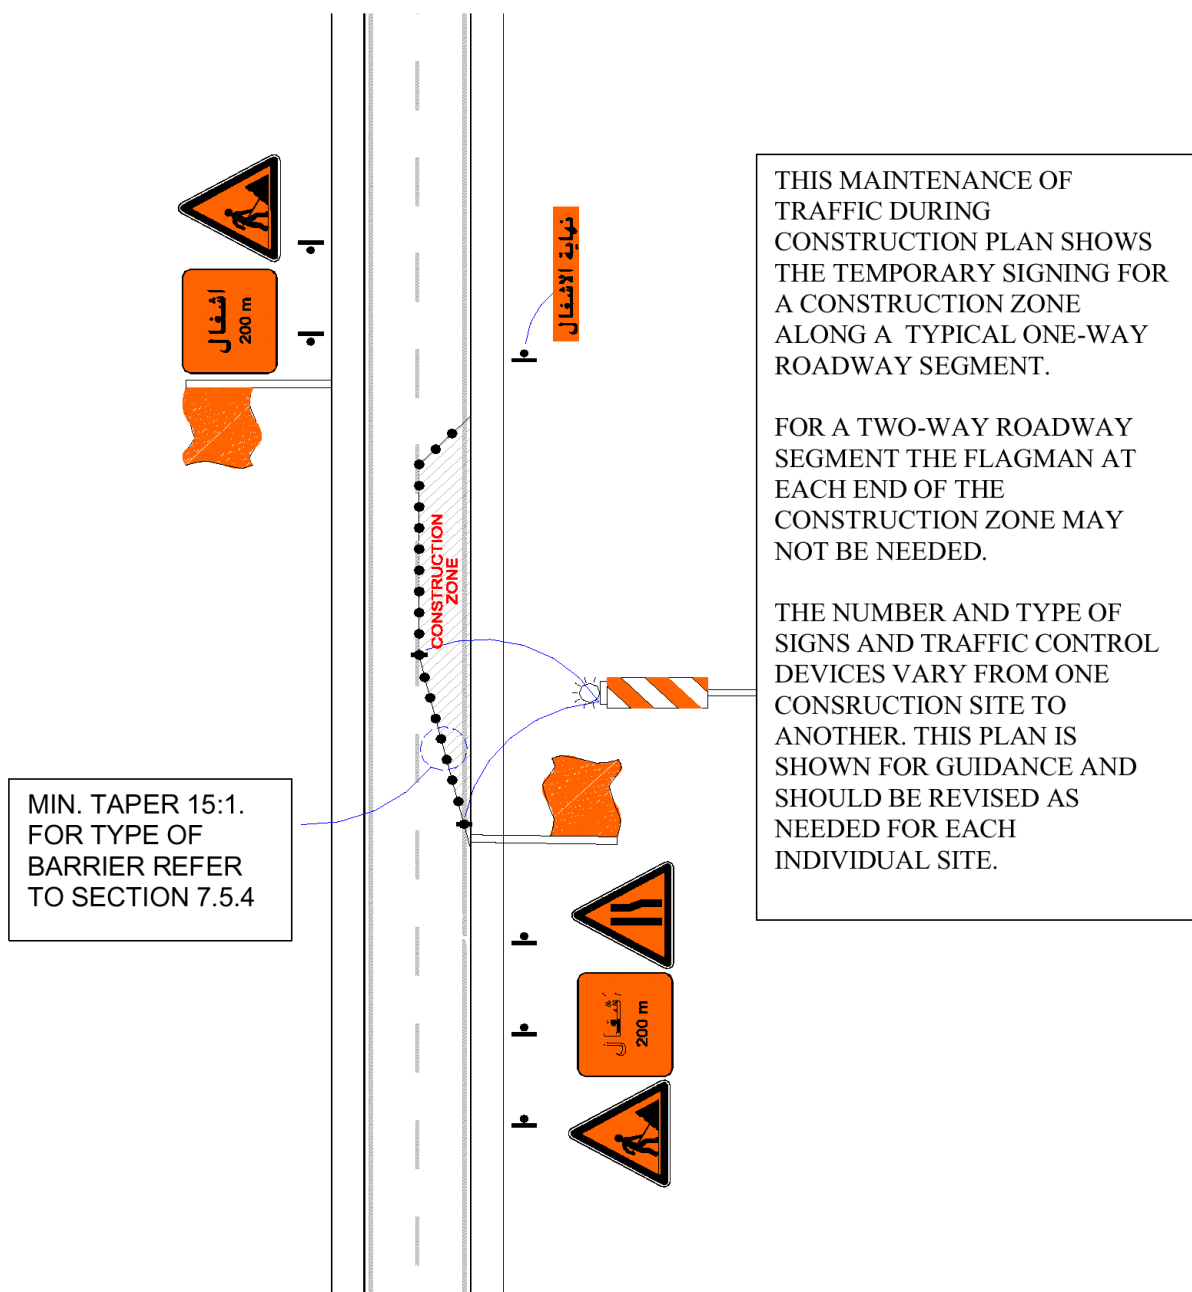 THIS MAINTENANCE OF
TRAFFIC DURING
CONSTRUCTION PLAN SHOWS
THE TEMPORARY SIGNING FOR
A CONSTRUCTION ZONE
ALONG A TYPICAL ONE-WAY
ROADWAY SEGMENT.
FOR A TWO-WAY ROADWAY
SEGMENT THE FLAGMAN AT
EACH END OF THE
CONSTRUCTION ZONE MAY
NOT BE NEEDED.
THE NUMBER AND TYPE OF
SIGNS AND TRAFFIC CONTROL
DEVICES VARY FROM ONE
CONSRUCTION SITE TO
ANOTHER. THIS PLAN IS
SHOWN FOR GUIDANCE AND
SHOULD BE REVISED AS
NEEDED FOR EACH
INDIVIDUAL SITE.
اشغال
200 m
نهاية الاشغال
CONSTRUCTION
ZONE
MIN. TAPER 15:1.
FOR TYPE OF
BARRIER REFER
TO SECTION 7.5.4
200 m